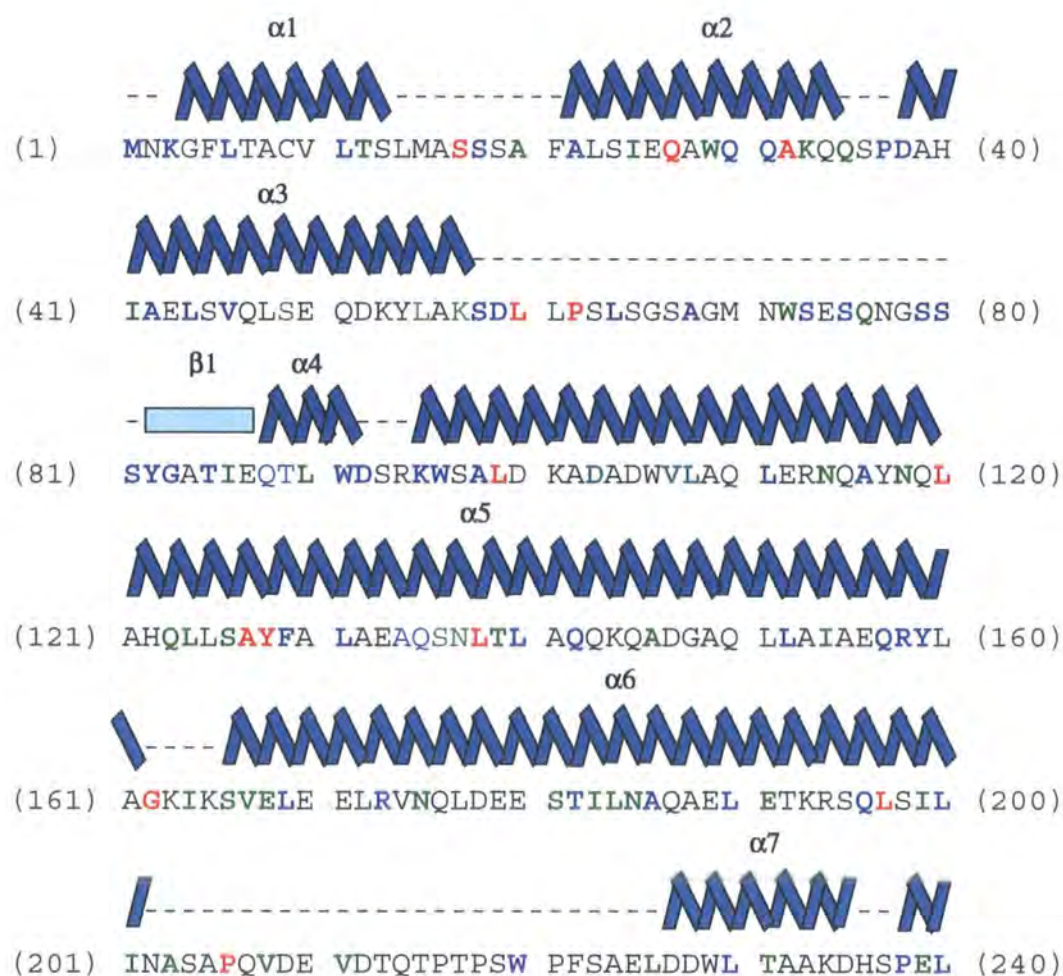 α1 α2
(1) MNKGFLTACV LTSLMASSSA FALSIEQAWQ QAKQQSPDAH (40)
α3
(41) IAELSVQLSE QDKYLAKSDL LPSLSGSAGM NWSESQNGSS (80)
β1 α4
(81) SYGATIEQTL WDSRKWSALD KADADWVLAQ LERNQAYNQL (120)
α5
(121) AHQLLSAYFA LAEAQSNLTL AQQKQADGAQ LLAIAEQRYL (160)
α6
(161) AGKIKSVELE ELRVNQLDEE STILNAQAEL ETKRSQLSIL (200)
α7
(201) INASAPQVDE VDTQTPTPSW PFSAELDDWL TAAKDHSPEL (240)